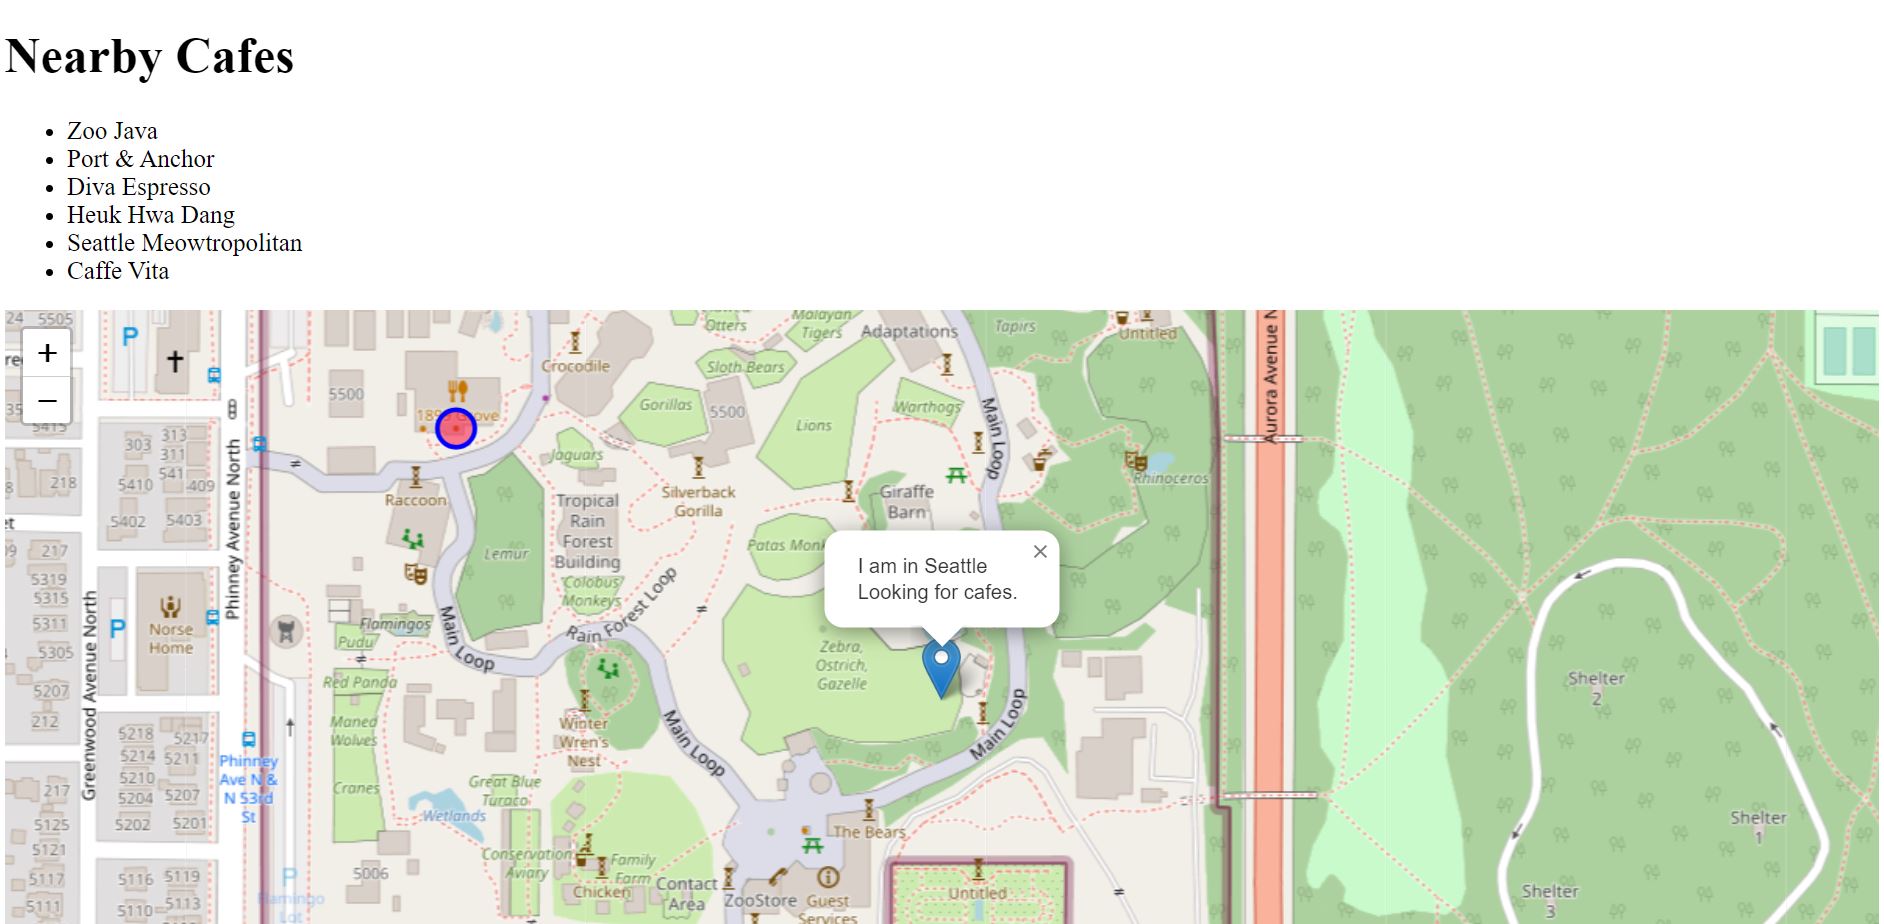 Nearby Cafes
Zoo Java
Port & Anchor
Diva Espresso
Heuk Hwa Dang
Seattle Meowtropolitan
Caffe Vita
24 5505
+
−
5415
P
303
313
311
541
409
5410
5402
5403
218
217
5319
5315
5311
5305
5207
212
P
Norse
Home
Greenwood Avenue North
Phinney Avenue North
5218
5217
5214
5211
5210
5204
5207
5202
5201
217
5125
5121
5117
5111
5116
5119
5110
5113
Phinney
Ave N &
N 53rd
St
P
Flamingo
Lot
5500
Crocodile
Raccoon
Jaguars
Gorillas
5500
Sloth Bears
Otters
Malayan
Tigers
Adaptations
Tapirs
Untitled
Lions
Warthogs
Main Loop
Rhinoceros
Silverback
Gorilla
Tropical
Rain
Forest
Building
Lemur
Colobus
Monkeys
Giraffe
Barn
Patas
I am in Seattle
Looking for cafes.
×
Flamingos
Pudu
Main Loop
Rain Forest Loop
Red Panda
Maned
Wolves
Cranes
Zebra,
Ostrich,
Gazelle
Winter
Wren's
Nest
Main Loop
Main Loop
Great Blue
Turaco
Wetlands
The Bears
Conservation
Aviary
Family
Farm
Chicken
5006
Contact
Area
ZooStore
Guest
Services
Untitled
Aurora Avenue N
Shelter
2
Shelter
1
Shelter
3